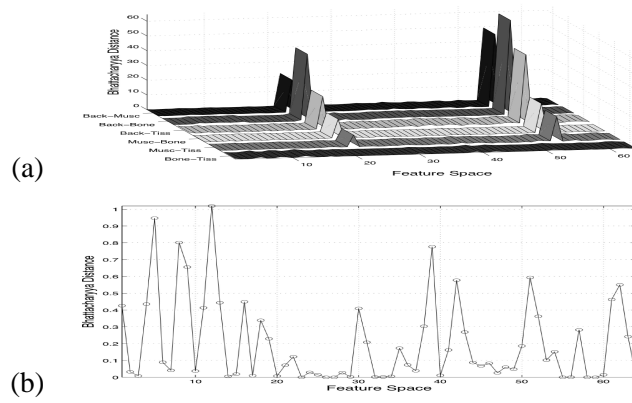 60
50
40
30
20
10
0
Bhattacharyya Distance
Back−Musc
Back−Bone
Back−Tiss
Musc−Bone
Musc−Tiss
Bone−Tiss
10
20
30
40
50
60
Feature Space
(a)
1
0.9
0.8
0.7
0.6
0.5
0.4
0.3
0.2
0.1
0
Bhattacharyya Distance
10
20
30
40
50
60
Feature Space
(b)